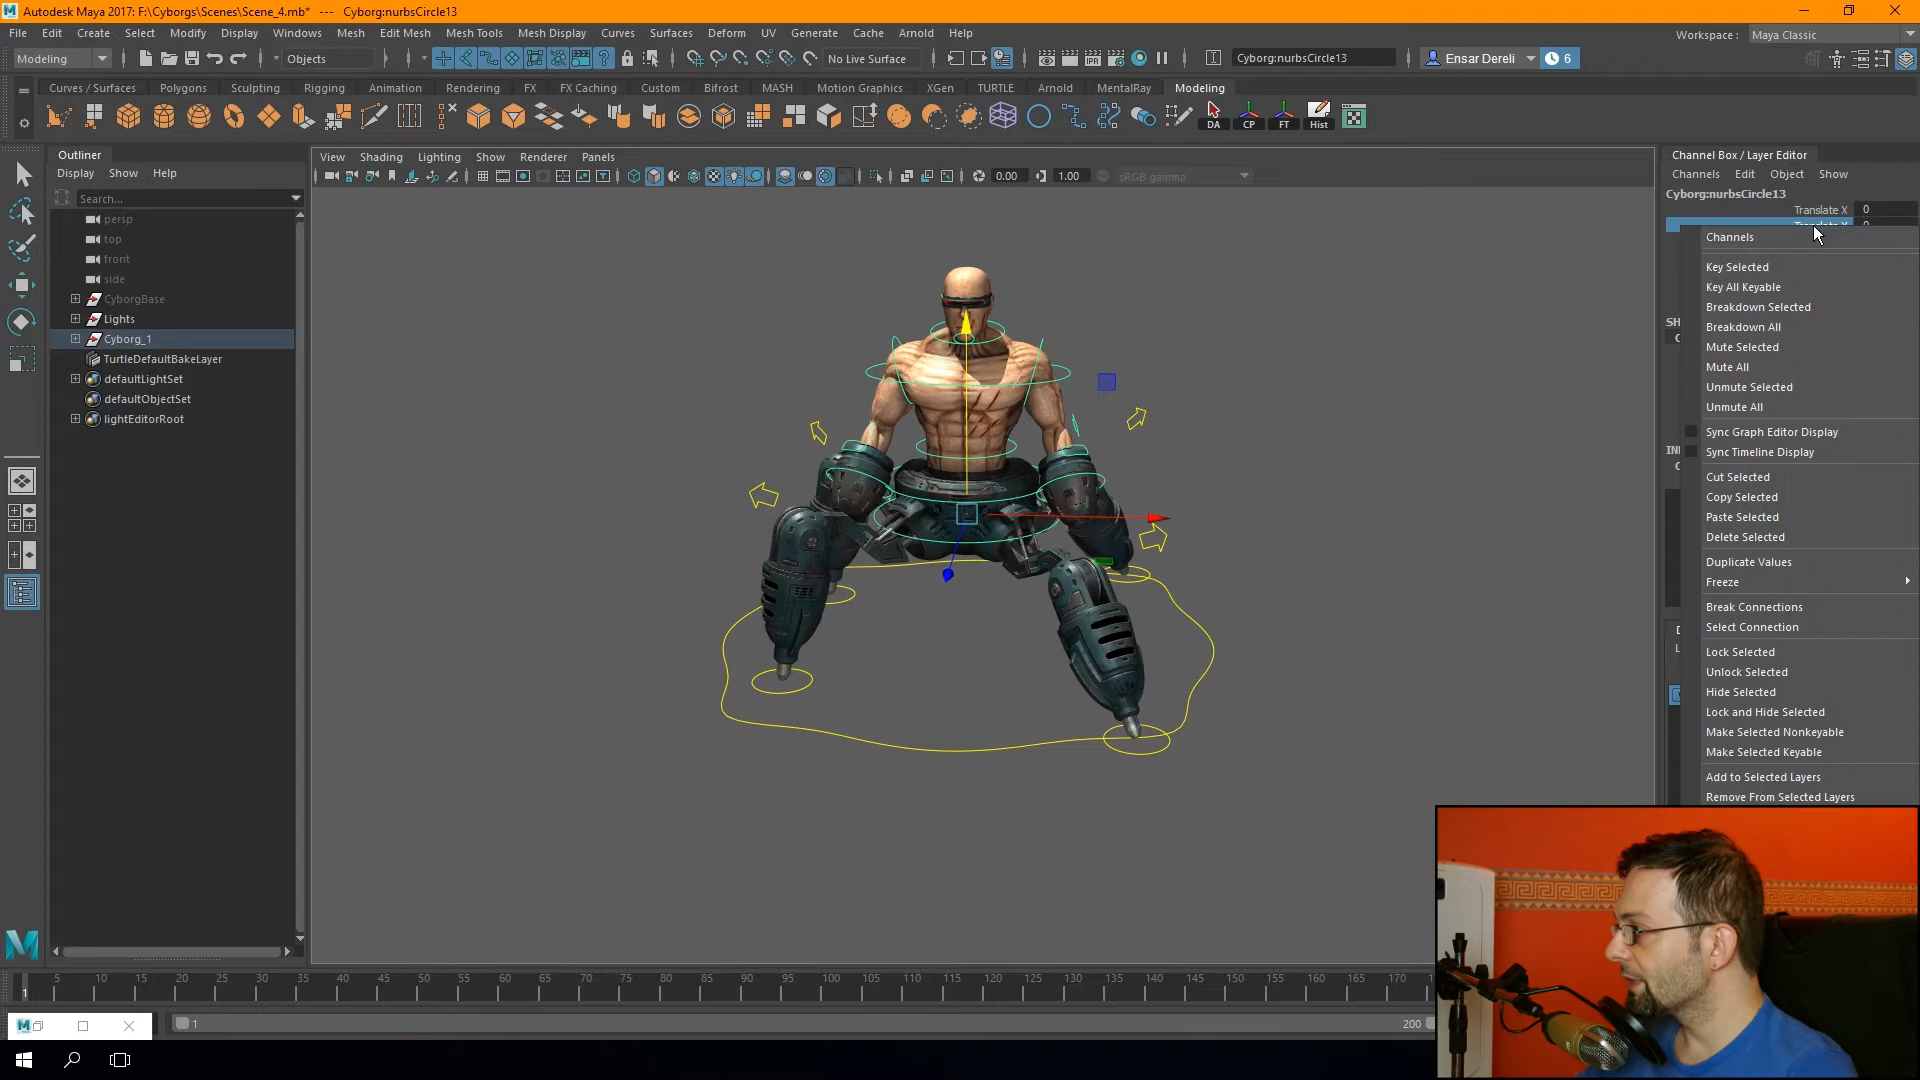 Autodesk Maya 2017: F:\Cyborgs\Scenes\Scene_4.mb* --- Cyborg:nurbsCircle13
File Edit Create Select Modify Display Windows Mesh Edit Mesh Mesh Tools Mesh Display Curves Surfaces Deform UV Generate Cache Arnold Help
Workspace : Maya Classic
Modeling Objects No Live Surface Cyborg:nurbsCircle13 Ensar Dereli 6
Curves / Surfaces Polygons Sculpting Rigging Animation Rendering FX FX Caching Custom Bifrost MASH Motion Graphics XGen TURTLE Arnold MentalRay Modeling
IPR
DA CP FT Hist
Outliner
Display Show Help
Search...
persp
top
front
side
CyborgBase
Lights
Cyborg_1
TurtleDefaultBakeLayer
defaultLightSet
defaultObjectSet
lightEditorRoot
View Shading Lighting Show Renderer Panels
0.00 1.00 sRGB gamma
Channel Box / Layer Editor
Channels Edit Object Show
Cyborg:nurbsCircle13
Translate X 0
Channels
Key Selected
Key All Keyable
Breakdown Selected
Breakdown All
Mute Selected
Mute All
Unmute Selected
Unmute All
Sync Graph Editor Display
Sync Timeline Display
Cut Selected
Copy Selected
Paste Selected
Delete Selected
Duplicate Values
Freeze
Break Connections
Select Connection
Lock Selected
Unlock Selected
Hide Selected
Lock and Hide Selected
Make Selected Nonkeyable
Make Selected Keyable
Add to Selected Layers
Remove From Selected Layers
5 10 15 20 25 30 35 40 45 50 55 60 65 70 75 80 85 90 95 100 105 110 115 120 125 130 135 140 145 150 155 160 165 170
1
1 200